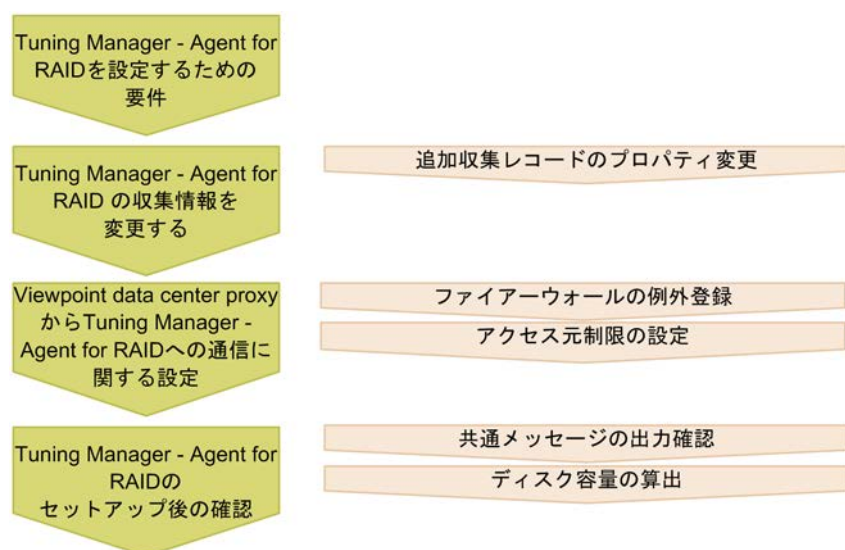 Tuning Manager - Agent for
RAIDを設定するための
要件
Tuning Manager - Agent for
RAID の収集情報を
変更する
追加収集レコードのプロパティ変更
Viewpoint data center proxy
からTuning Manager -
Agent for RAIDへの通信に
関する設定
ファイアーウォールの例外登録
アクセス元制限の設定
Tuning Manager - Agent for
RAIDの
セットアップ後の確認
共通メッセージの出力確認
ディスク容量の算出